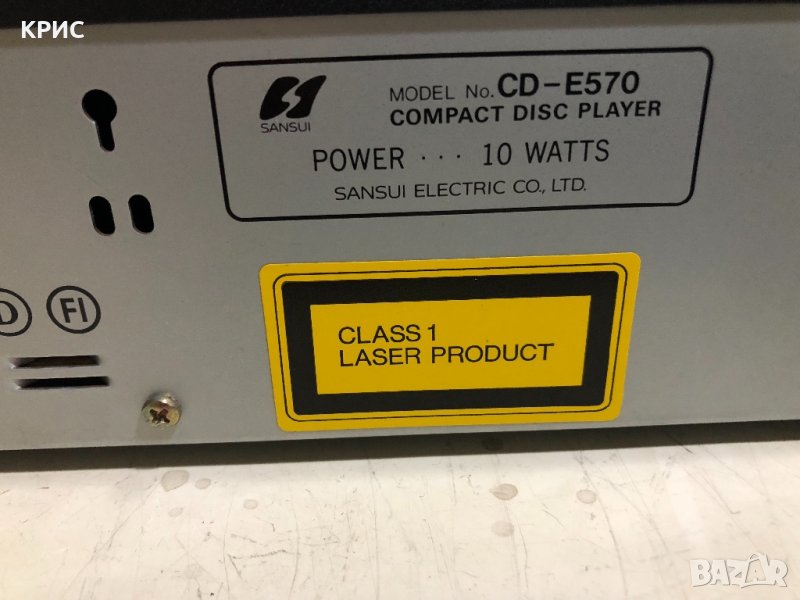 КРИС
SANSUI
MODEL No. CD-E570
COMPACT DISC PLAYER
POWER ··· 10 WATTS
SANSUI ELECTRIC CO., LTD.
D
FI
CLASS 1
LASER PRODUCT
BAZAR